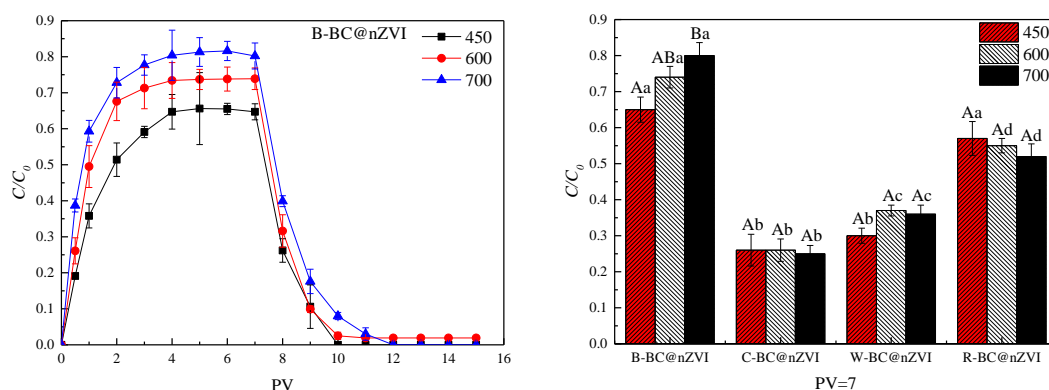 B-BC@nZVI
450
600
700
0.9
0.8
0.7
0.6
0.5
0.4
0.3
0.2
0.1
0.0
C/C0
0 2 4 6 8 10 12 14 16
PV
450
600
700
0.9
0.8
0.7
0.6
0.5
0.4
0.3
0.2
0.1
0.0
C/C0
Aa ABa Ba
Ab Ab Ab
Ab Ac Ac
Aa Ad Ad
B-BC@nZVI C-BC@nZVI W-BC@nZVI R-BC@nZVI
PV=7